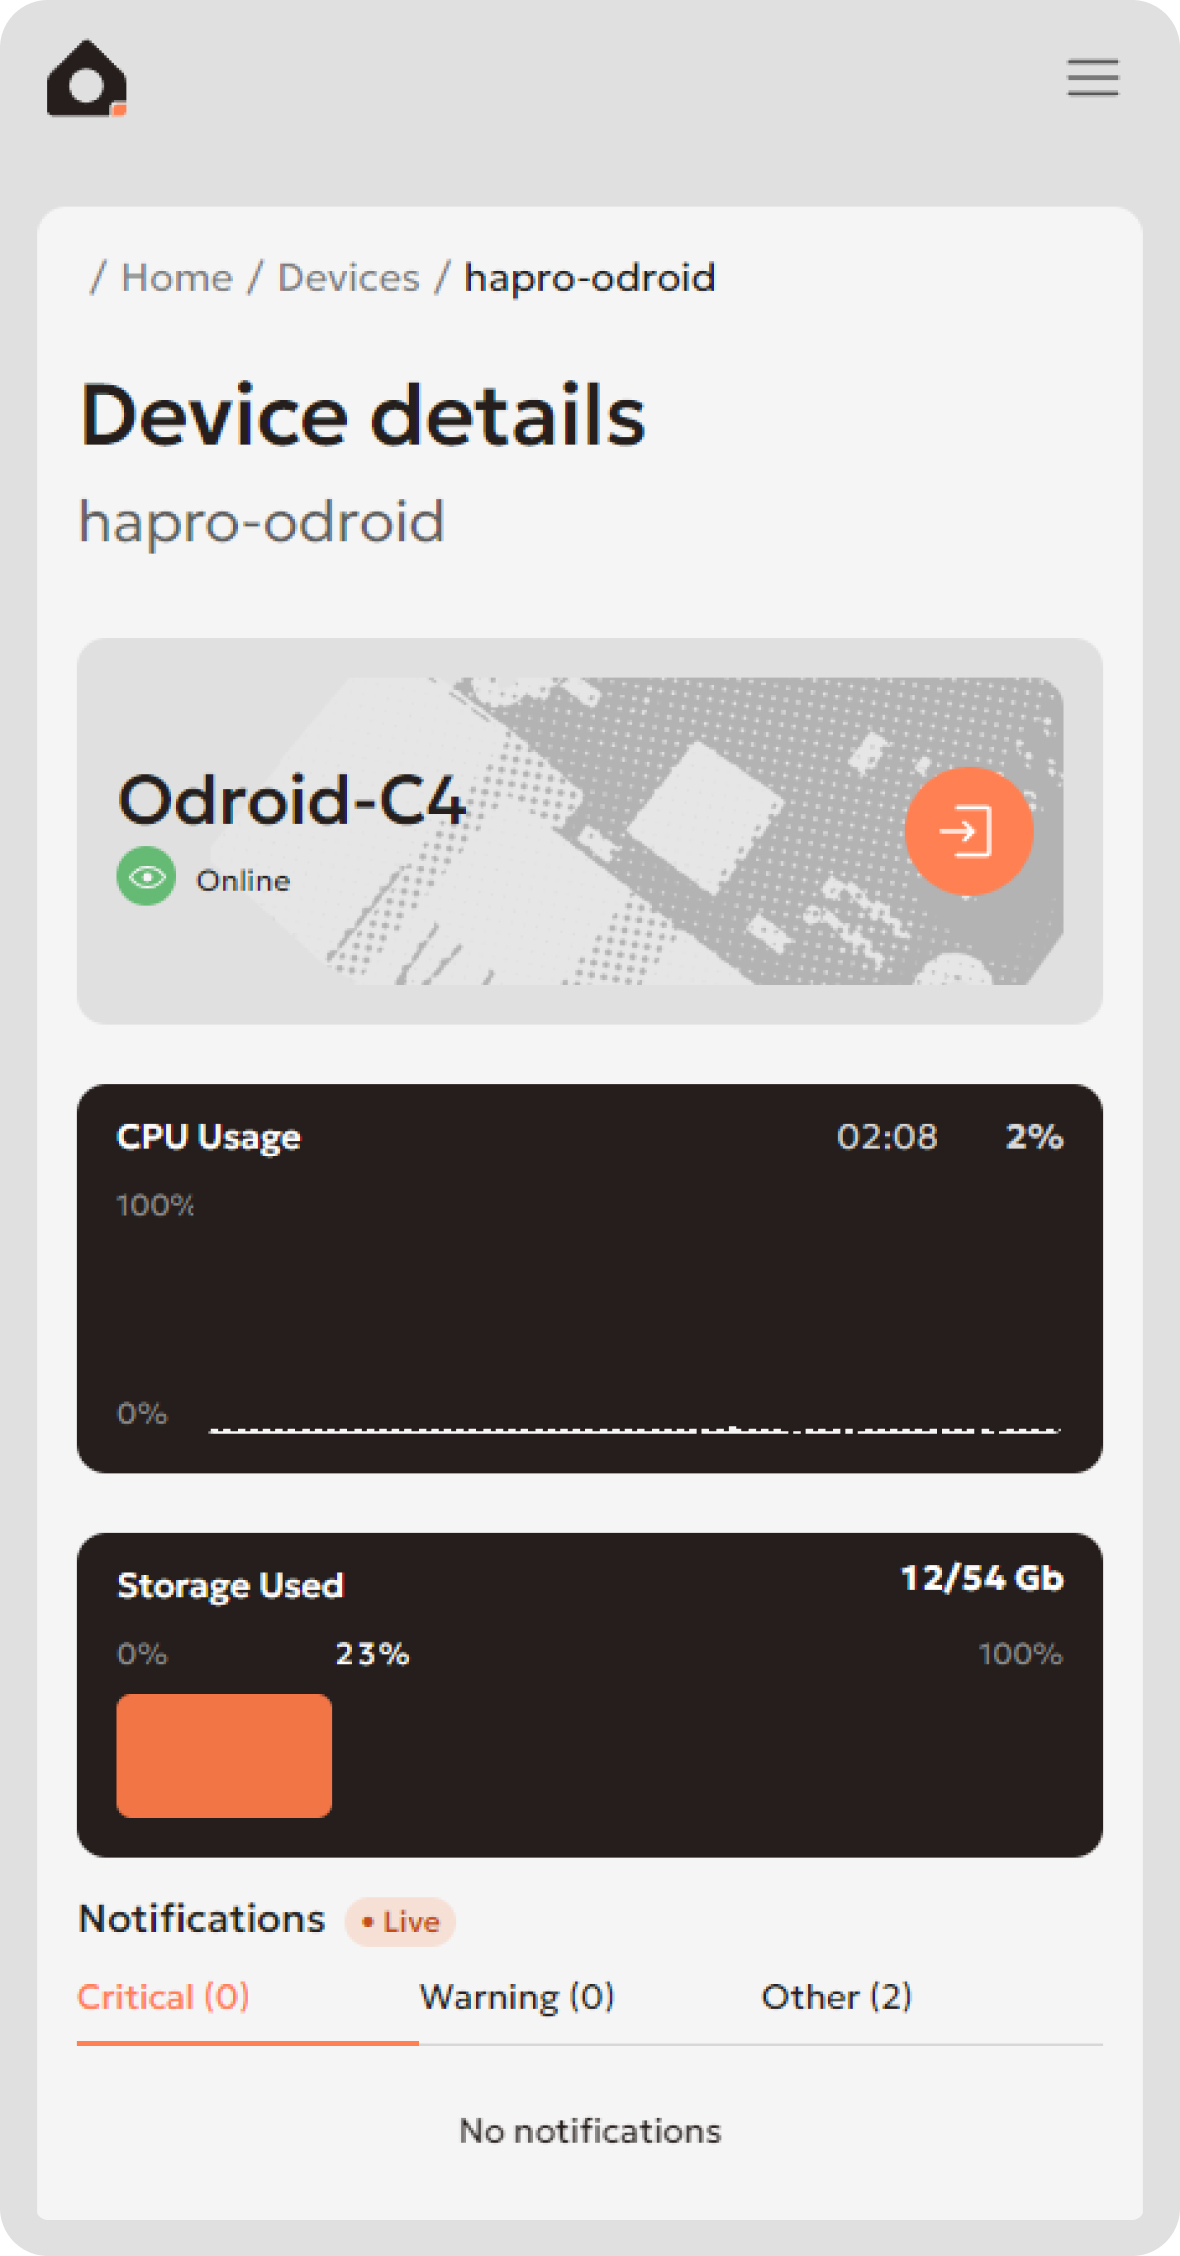 / Home / Devices / hapro-odroid
Device details
hapro-odroid
Odroid-C4
Online
CPU Usage 02:08 2%
100%
0%
Storage Used 12/54 Gb
0% 23% 100%
Notifications • Live
Critical (0) Warning (0) Other (2)
No notifications